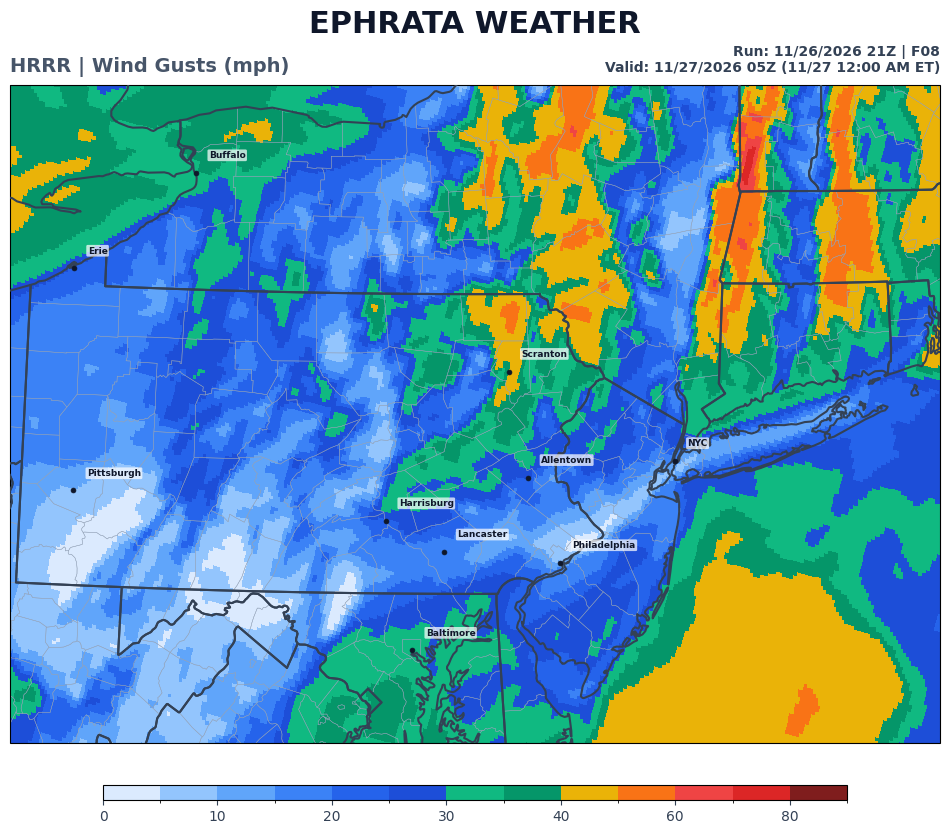 EPHRATA WEATHER
HRRR | Wind Gusts (mph)
Run: 11/26/2026 21Z | F08
Valid: 11/27/2026 05Z (11/27 12:00 AM ET)
Buffalo
Erie
Scranton
NYC
Allentown
Pittsburgh
Harrisburg
Lancaster
Philadelphia
Baltimore
0 10 20 30 40 50 60 70 80